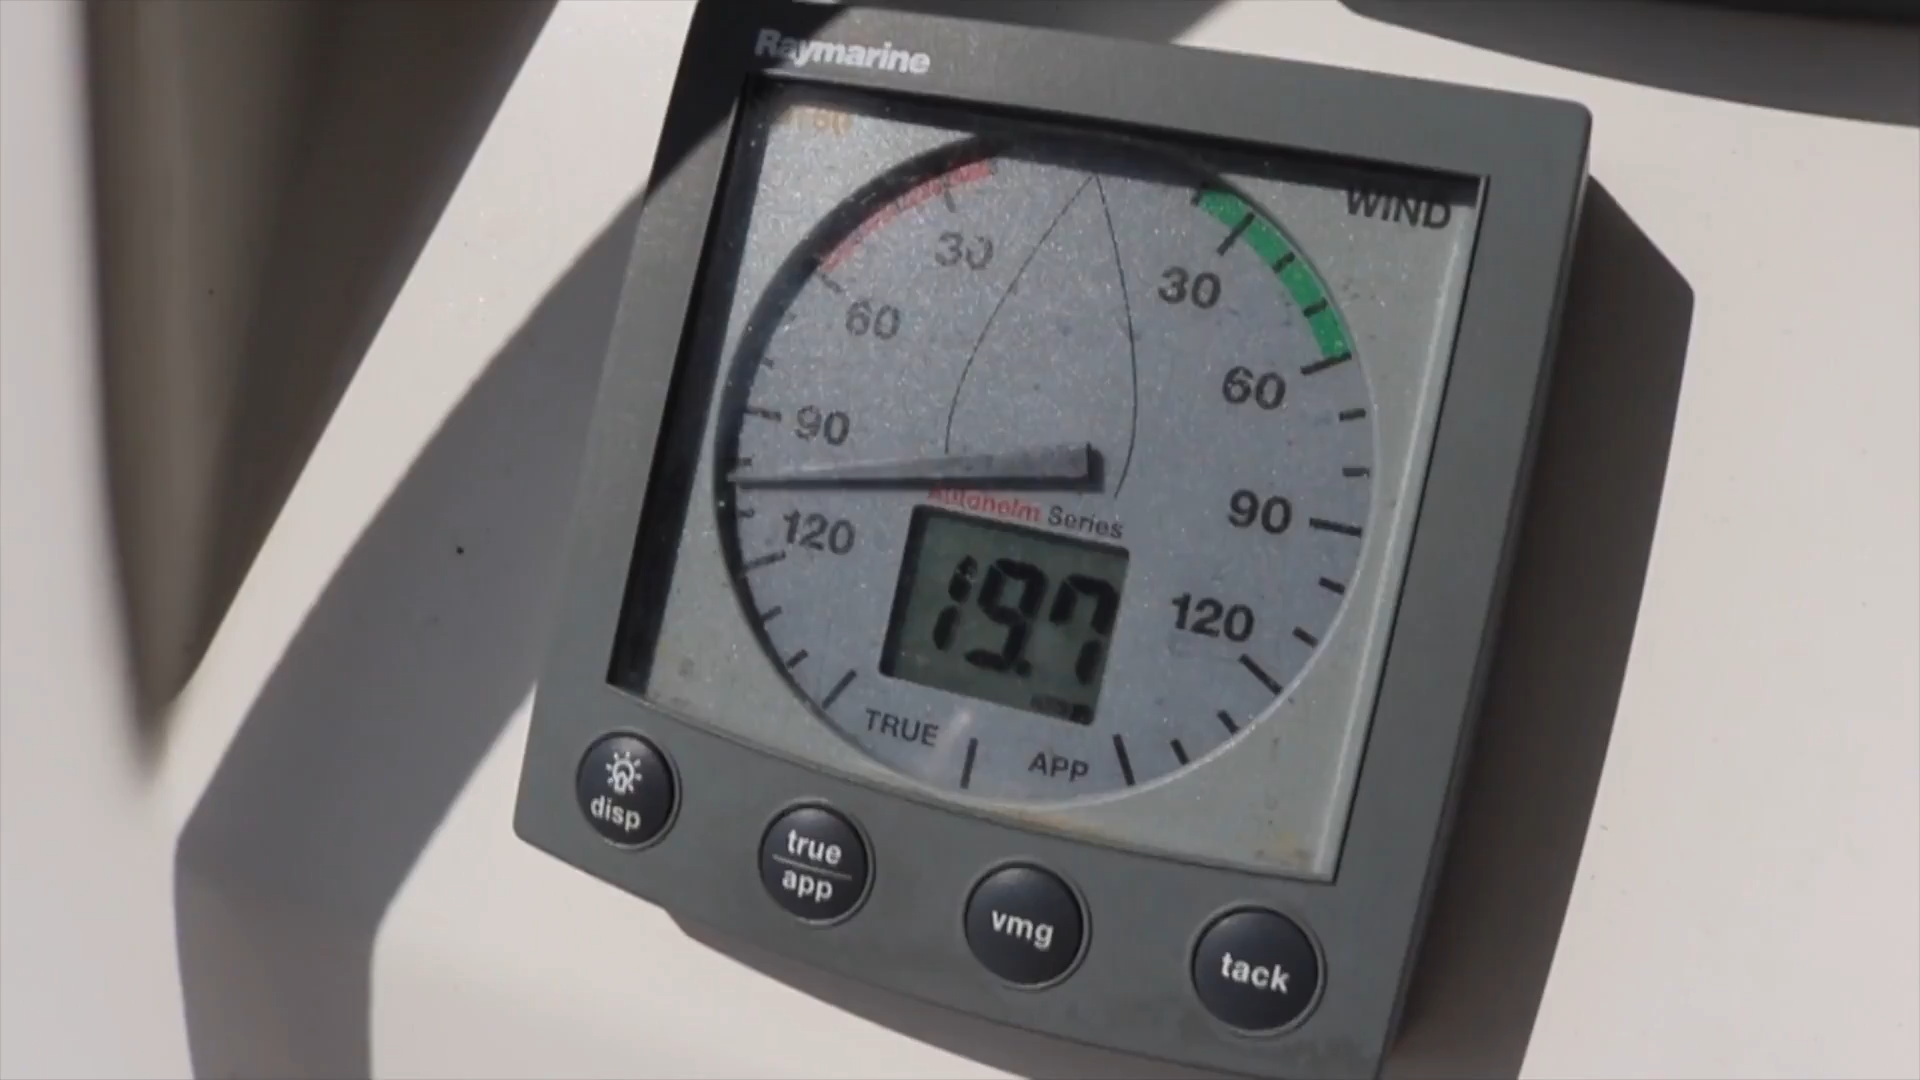 Raymarine
WIND
30
30
60
60
90
90
Autohelm Series
120
120
19.7
TRUE
APP
disp
true
app
vmg
tack